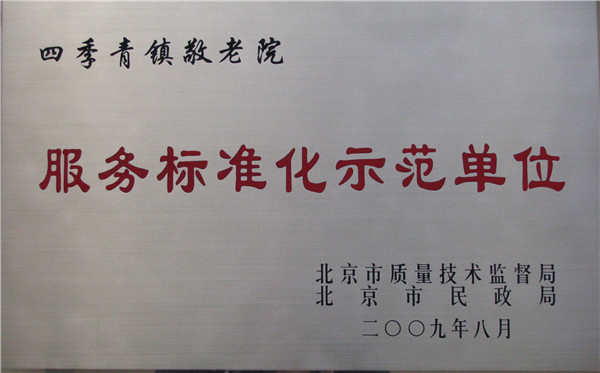 四季青镇敬老院
服务标准化示范单位
北京市质量技术监督局
北京市民政局
二〇〇九年八月